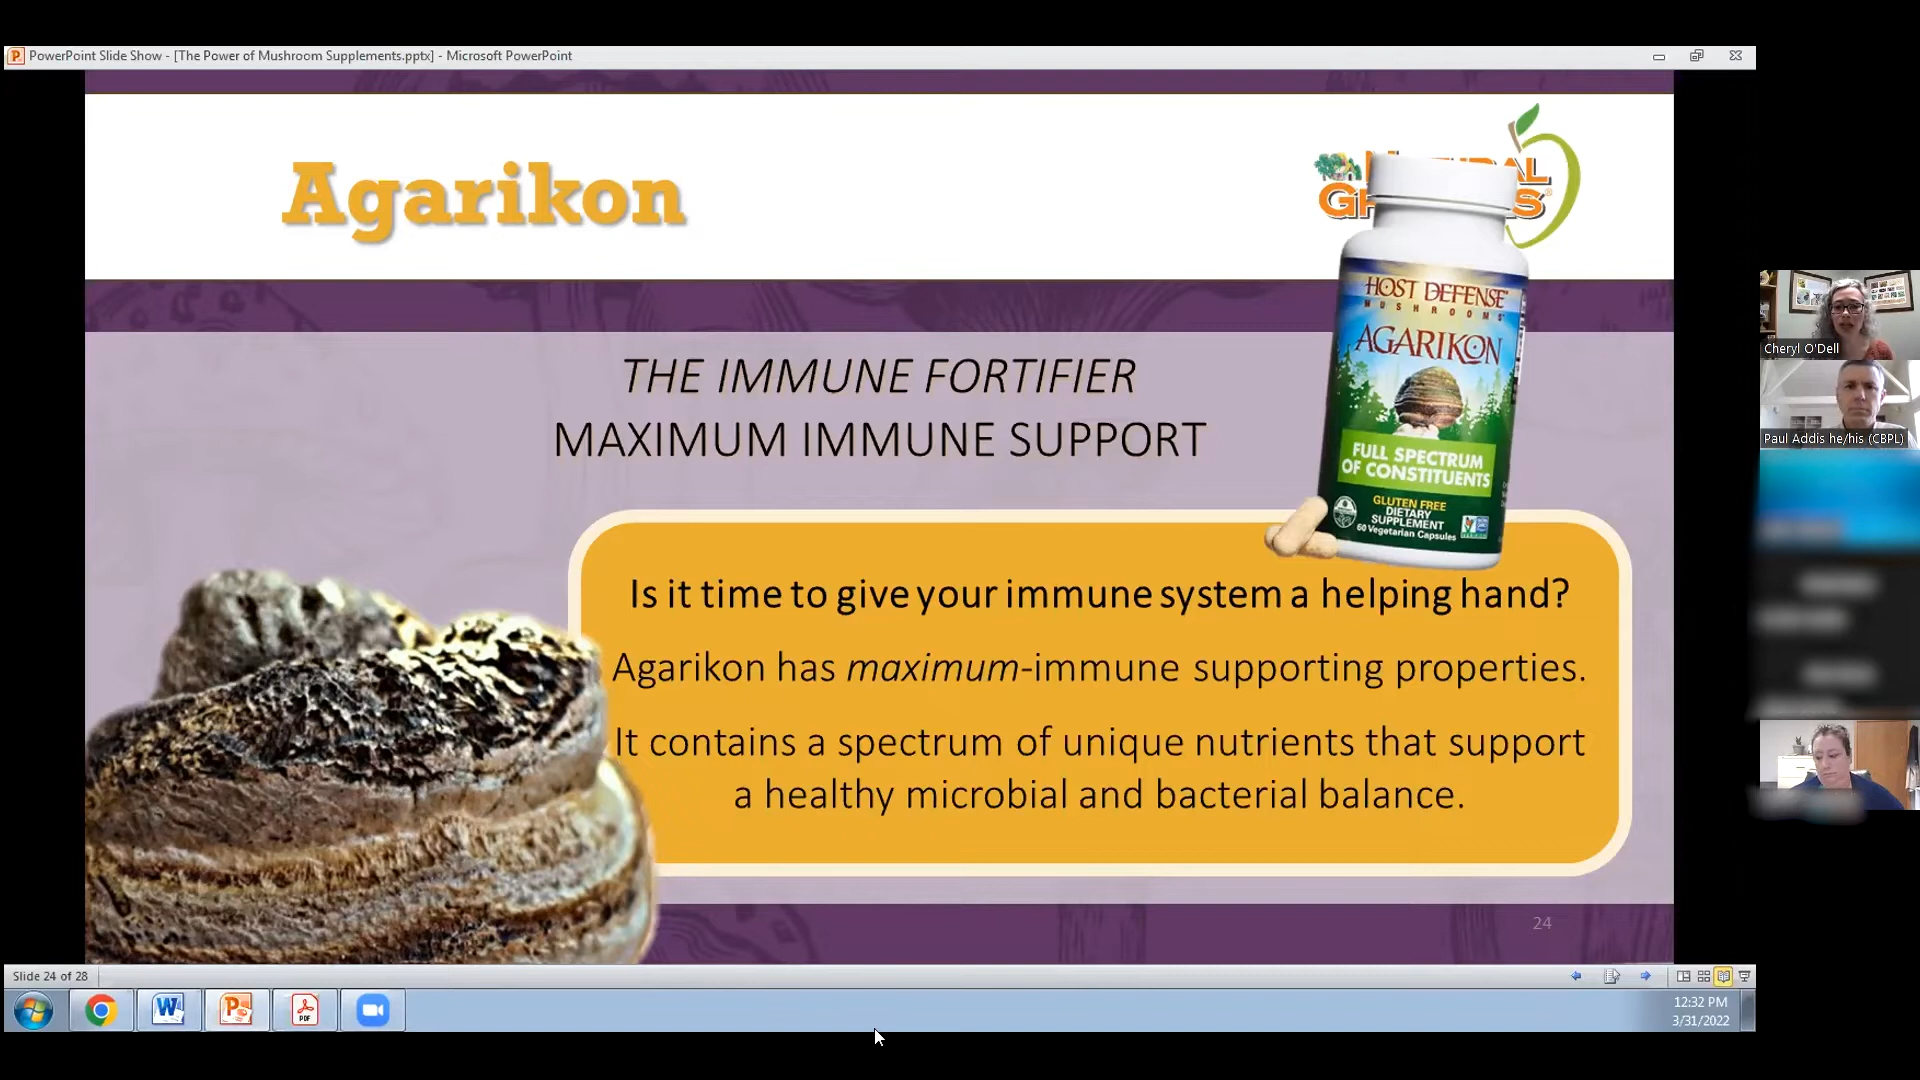 PowerPoint Slide Show - [The Power of Mushroom Supplements.pptx] - Microsoft PowerPoint
Agarikon
HOST DEFENSE
MUSHROOMS
AGARIKON
FULL SPECTRUM
OF CONSTITUENTS
GLUTEN FREE
DIETARY
SUPPLEMENT
60 Vegetarian Capsules
THE IMMUNE FORTIFIER
MAXIMUM IMMUNE SUPPORT
Is it time to give your immune system a helping hand?
Agarikon has maximum-immune supporting properties.
It contains a spectrum of unique nutrients that support
a healthy microbial and bacterial balance.
24
Cheryl O'Dell
Paul Addis he/his (CBPL)
Slide 24 of 28
PDF
12:32 PM
3/31/2022